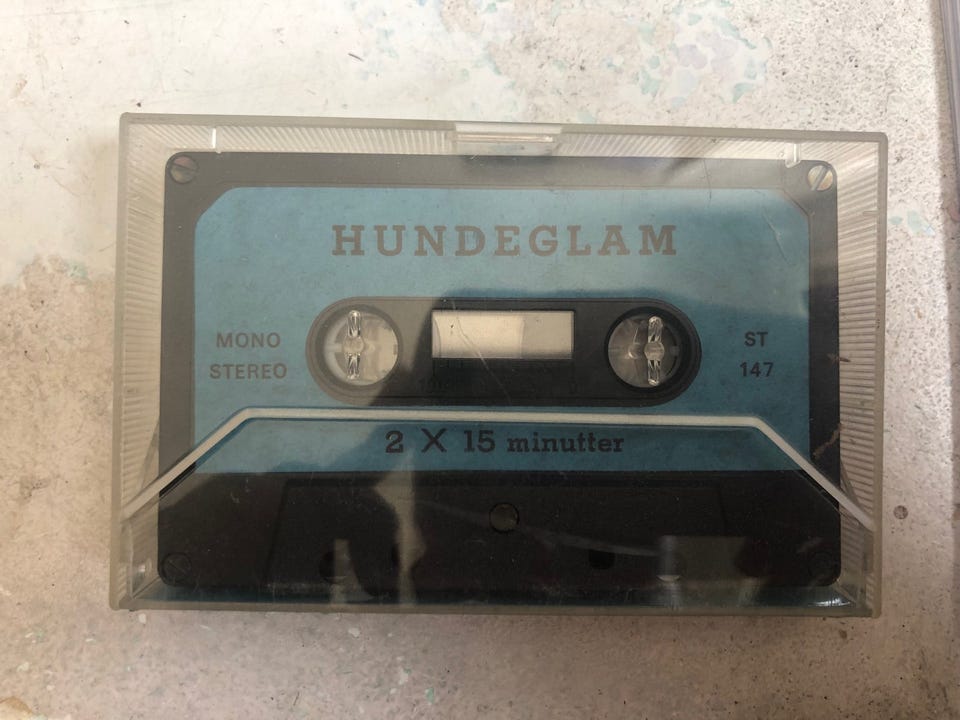 HUNDEGLAM
MONO
STEREO
ST
147
2 X 15 minutter